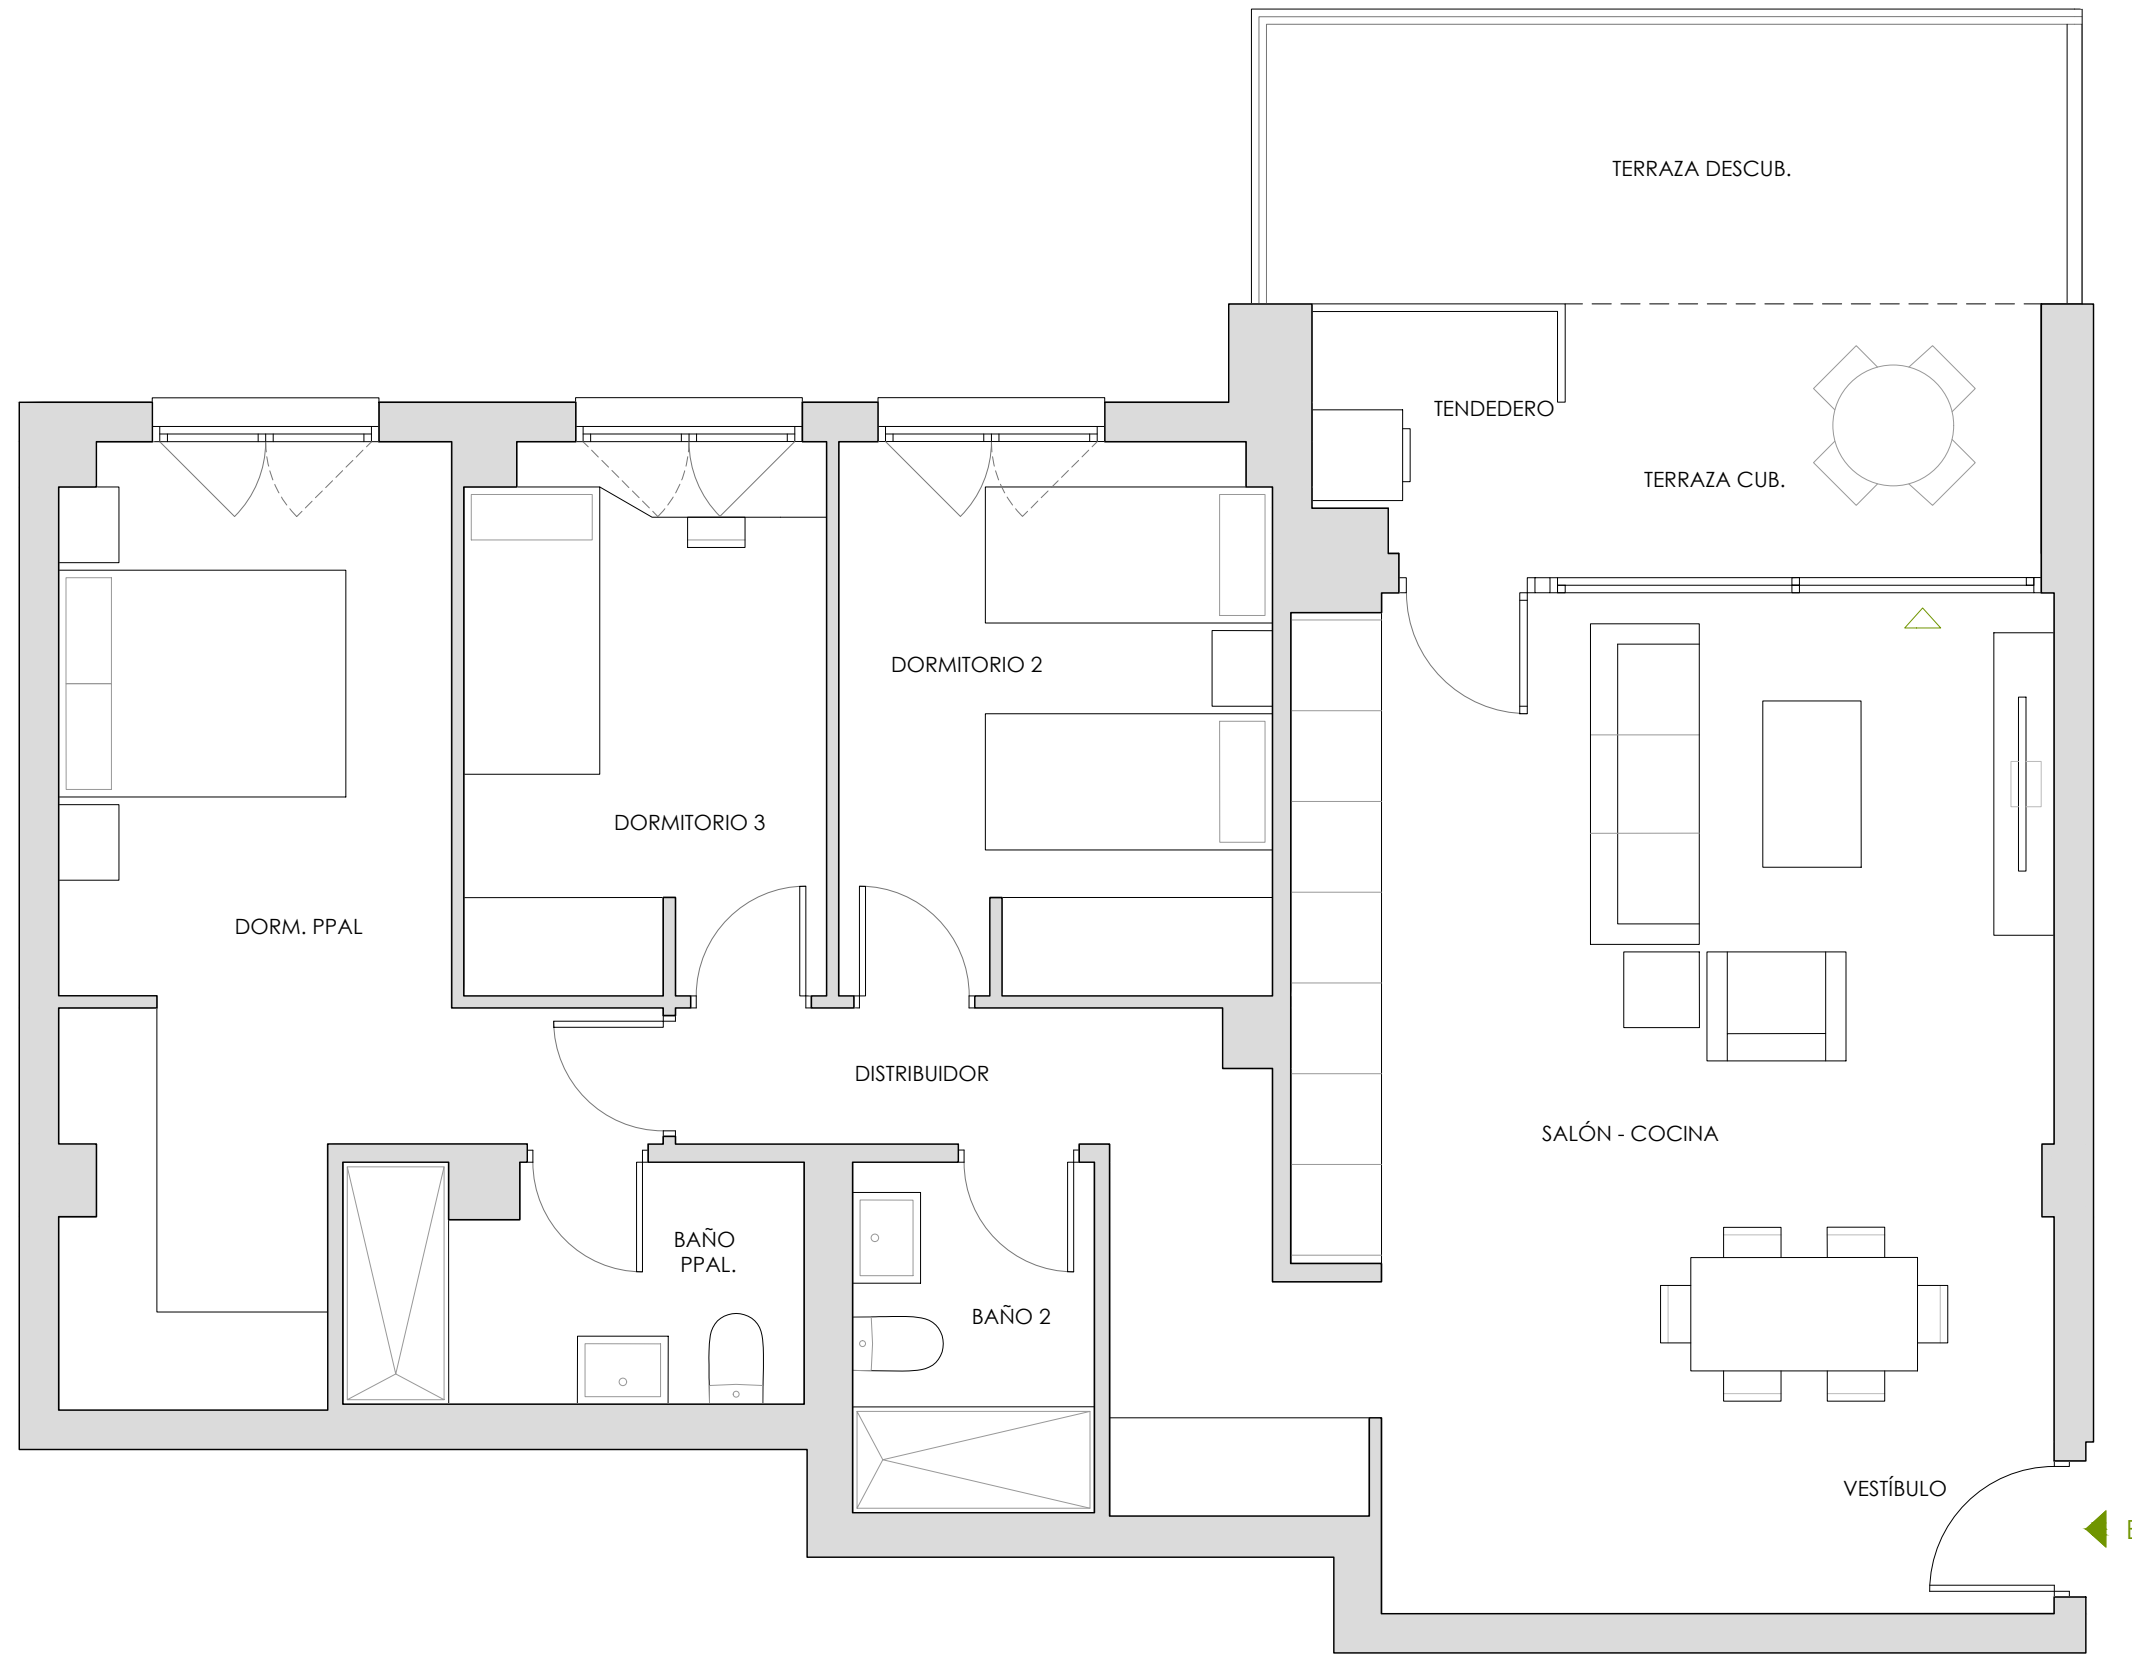 TERRAZA DESCUB.
TENDEDERO
TERRAZA CUB.
DORMITORIO 2
DORMITORIO 3
DORM. PPAL
DISTRIBUIDOR
SALÓN - COCINA
BAÑO
PPAL.
BAÑO 2
VESTÍBULO